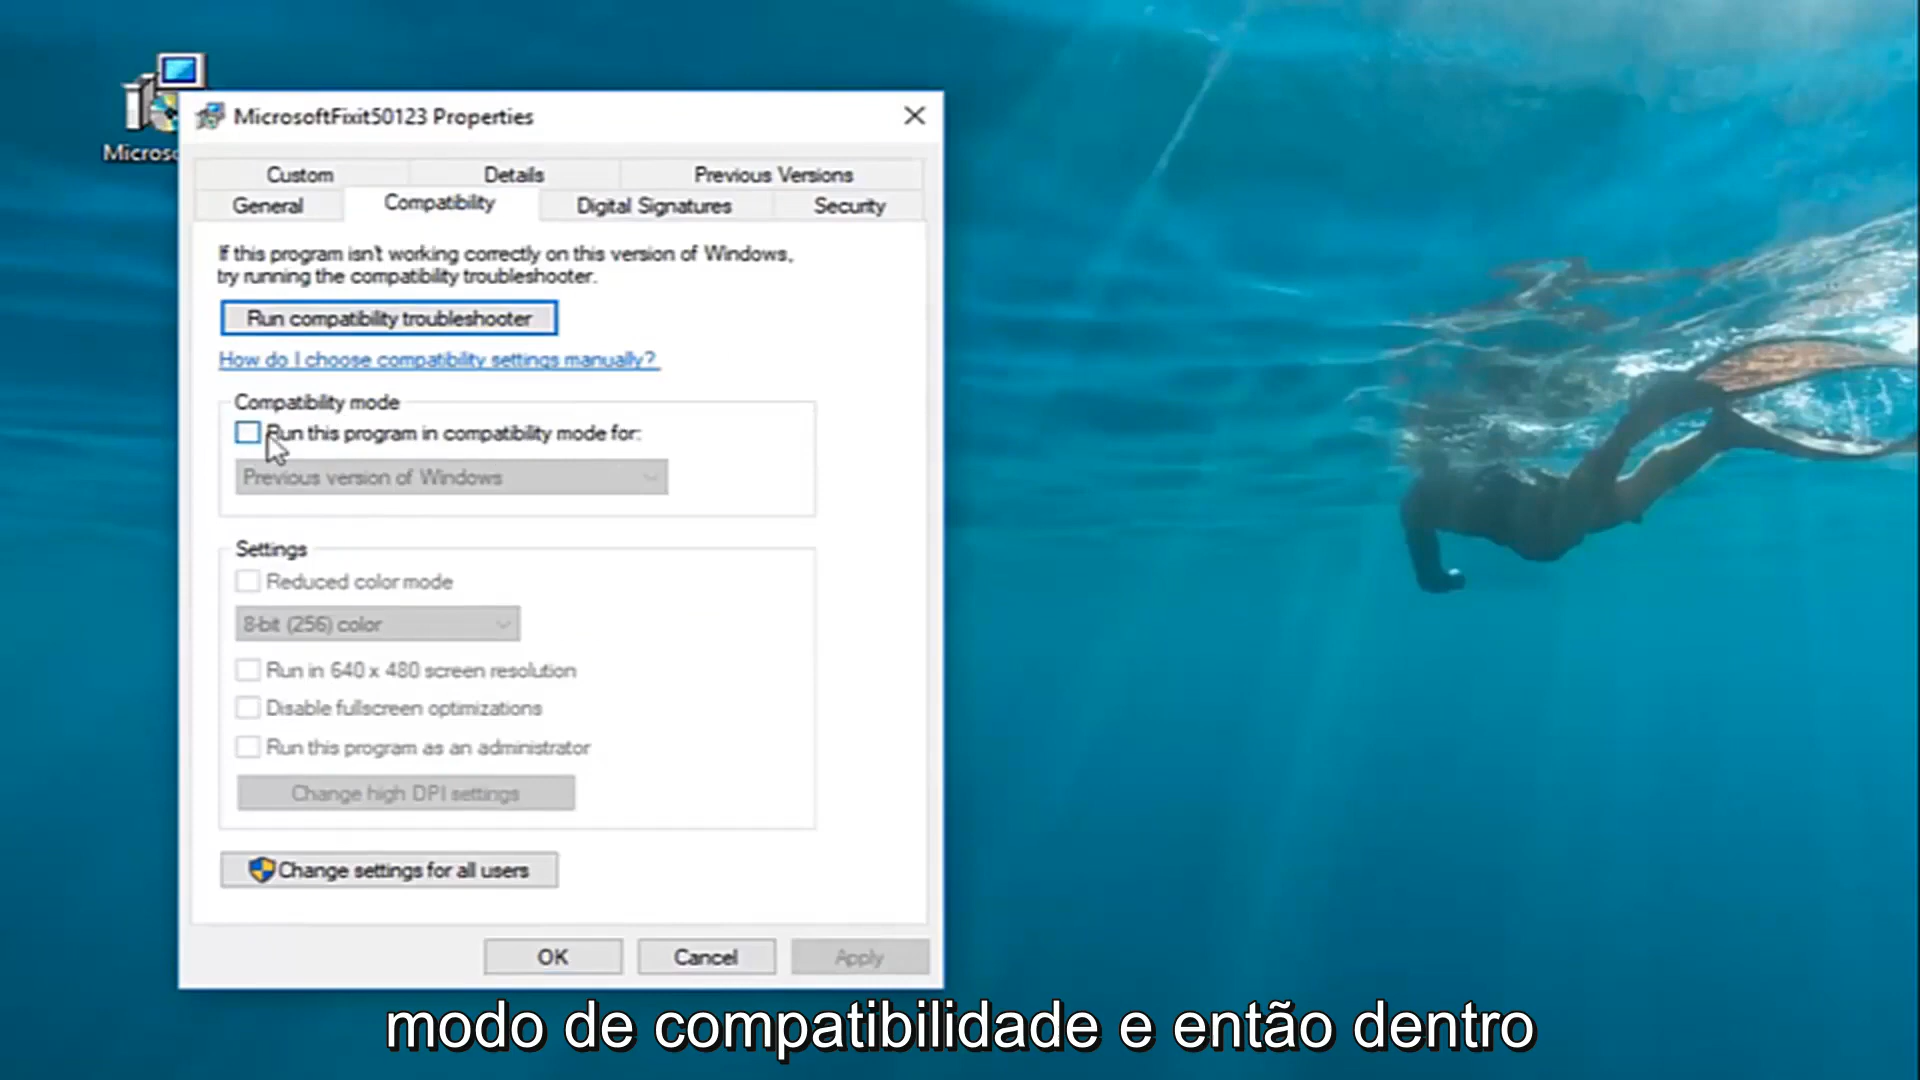 Microso
MicrosoftFixit50123 Properties
Custom
Details
Previous Versions
General
Compatibility
Digital Signatures
Security
If this program isn't working correctly on this version of Windows,
try running the compatibility troubleshooter.
Run compatibility troubleshooter
How do I choose compatibility settings manually?
Compatibility mode
Run this program in compatibility mode for:
Previous version of Windows
Settings
Reduced color mode
8-bit (256) color
Run in 640 x 480 screen resolution
Disable fullscreen optimizations
Run this program as an administrator
Change high DPI settings
Change settings for all users
OK
Cancel
Apply
modo de compatibilidade e então dentro